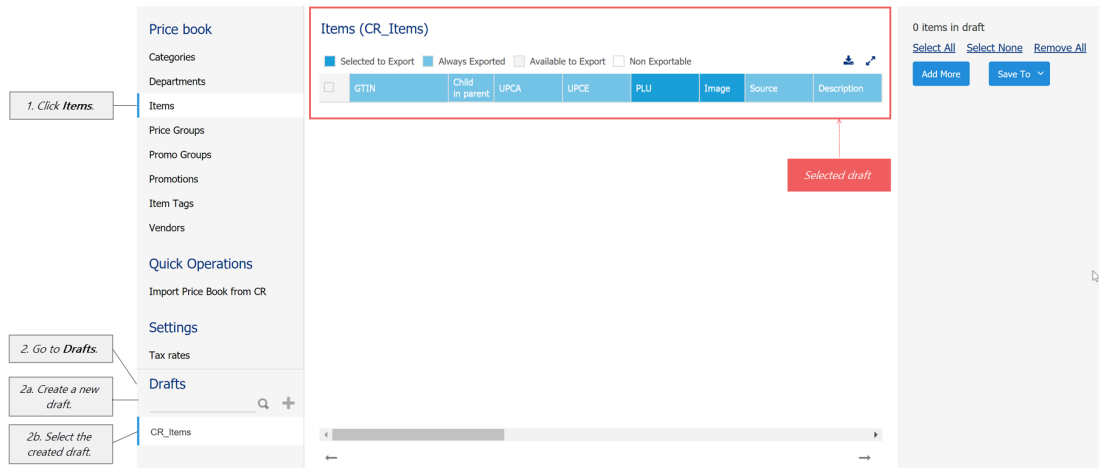 Price book
Categories
Departments
1. Click Items.
Items
Price Groups
Promo Groups
Promotions
Item Tags
Vendors
Quick Operations
Import Price Book from CR
Settings
2. Go to Drafts.
Tax rates
Drafts
2a. Create a new
draft.
2b. Select the
created draft.
CR_Items
Items (CR_Items)
Selected to Export Always Exported Available to Export Non Exportable
GTIN Child in parent UPCA UPCE PLU Image Source Description
Selected draft
0 items in draft
Select All Select None Remove All
Add More Save To